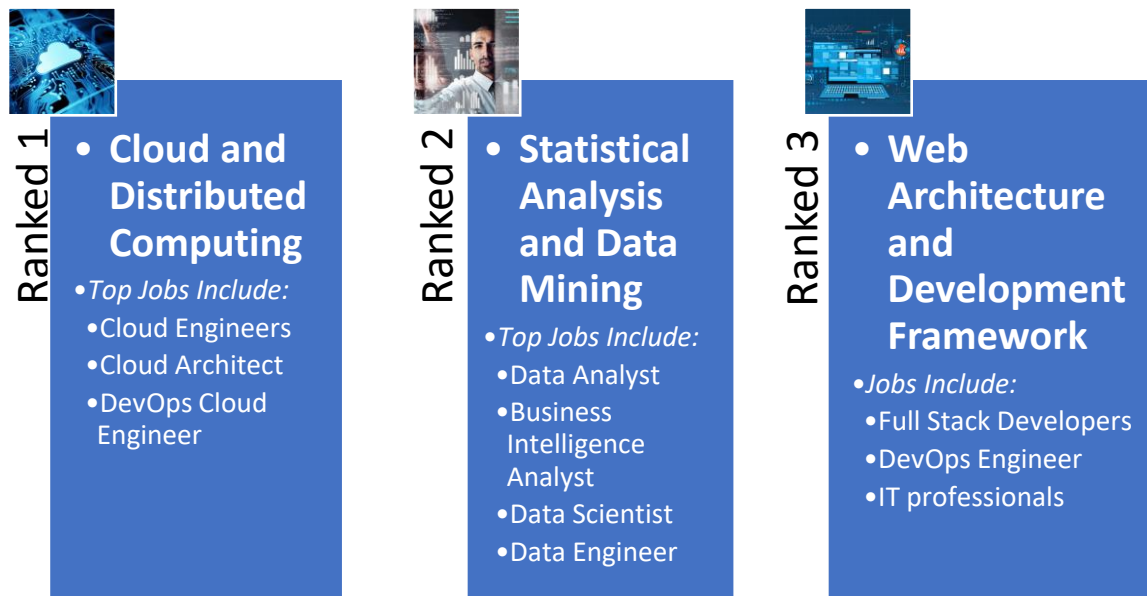 Ranked 1
• Cloud and
Distributed
Computing
•Top Jobs Include:
•Cloud Engineers
•Cloud Architect
•DevOps Cloud
Engineer
Ranked 2
• Statistical
Analysis
and Data
Mining
•Top Jobs Include:
•Data Analyst
•Business
Intelligence
Analyst
•Data Scientist
•Data Engineer
Ranked 3
• Web
Architecture
and
Development
Framework
•Jobs Include:
•Full Stack Developers
•DevOps Engineer
•IT professionals